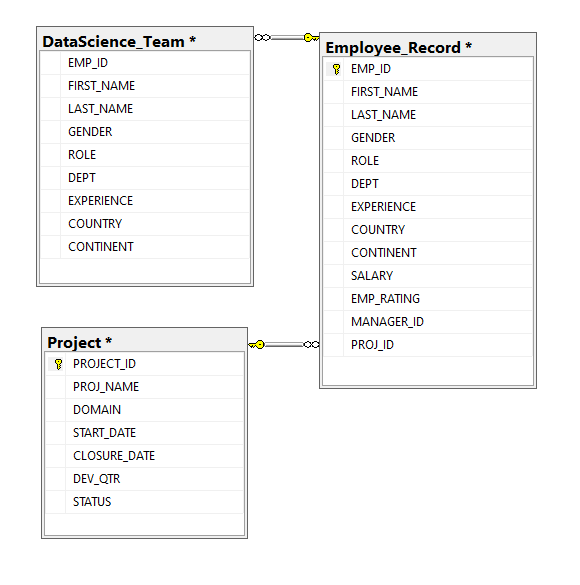 DataScience_Team *
EMP_ID
FIRST_NAME
LAST_NAME
GENDER
ROLE
DEPT
EXPERIENCE
COUNTRY
CONTINENT
Employee_Record *
EMP_ID
FIRST_NAME
LAST_NAME
GENDER
ROLE
DEPT
EXPERIENCE
COUNTRY
CONTINENT
SALARY
EMP_RATING
MANAGER_ID
PROJ_ID
Project *
PROJECT_ID
PROJ_NAME
DOMAIN
START_DATE
CLOSURE_DATE
DEV_QTR
STATUS